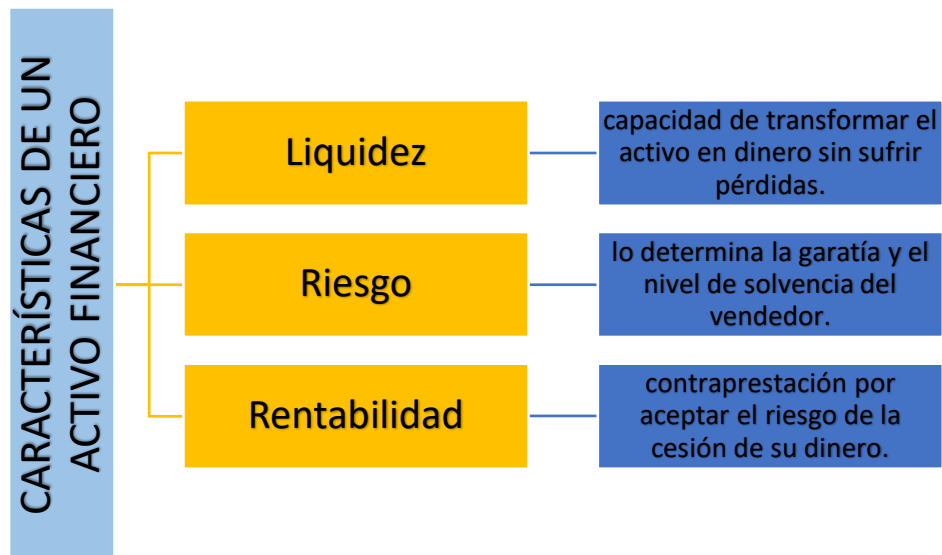 CARACTERÍSTICAS DE UN
ACTIVO FINANCIERO
Liquidez
capacidad de transformar el
activo en dinero sin sufrir
pérdidas.
Riesgo
lo determina la garatía y el
nivel de solvencia del
vendedor.
Rentabilidad
contraprestación por
aceptar el riesgo de la
cesión de su dinero.